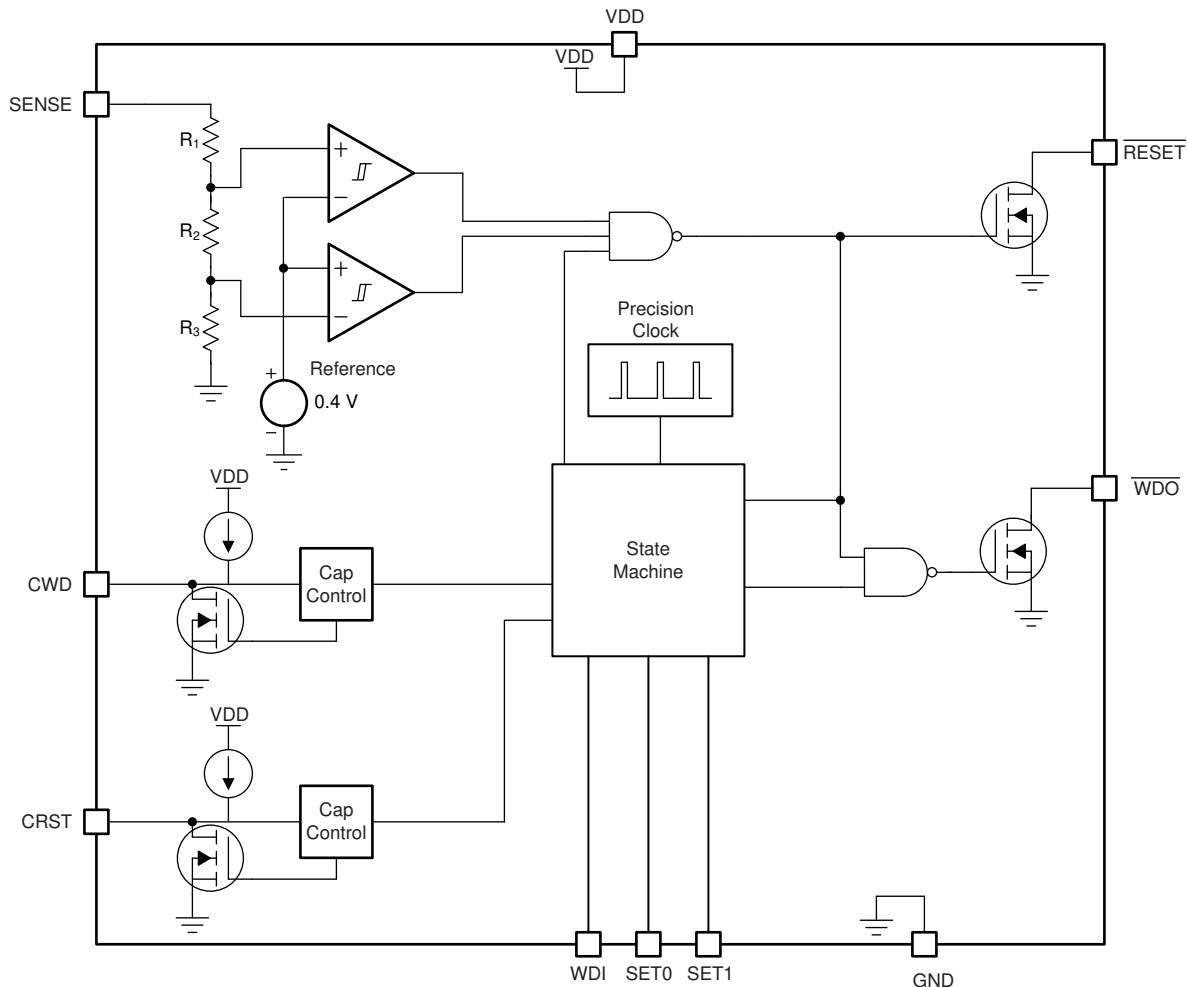 VDD
VDD
SENSE
R1
+
−
RESET
R2
+
−
R3
Precision
Clock
+
Reference
0.4 V
−
VDD
WDO
State
Machine
Cap
Control
CWD
VDD
Cap
Control
CRST
WDI
SET0
SET1
GND